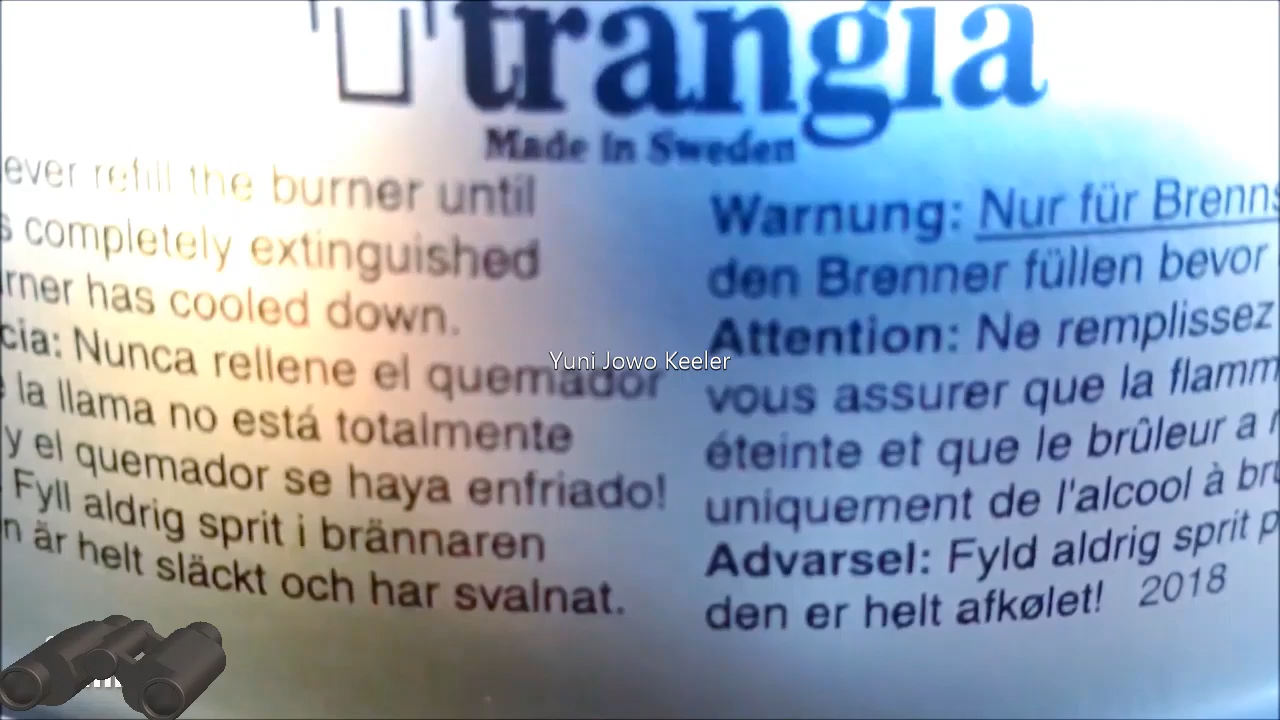 trangia
Made in Sweden
ever refill the burner until
s completely extinguished
rner has cooled down.
cia: Nunca rellene el quemador
la llama no está totalmente
y el quemador se haya enfriado!
Fyll aldrig sprit i brännaren
n är helt släckt och har svalnat.
Warnung: Nur für Brenns
den Brenner füllen bevor
Attention: Ne remplissez
vous assurer que la flamm
éteinte et que le brûleur a
uniquement de l'alcool à brû
Advarsel: Fyld aldrig sprit p
den er helt afkølet! 2018
Yuni Jowo Keeler